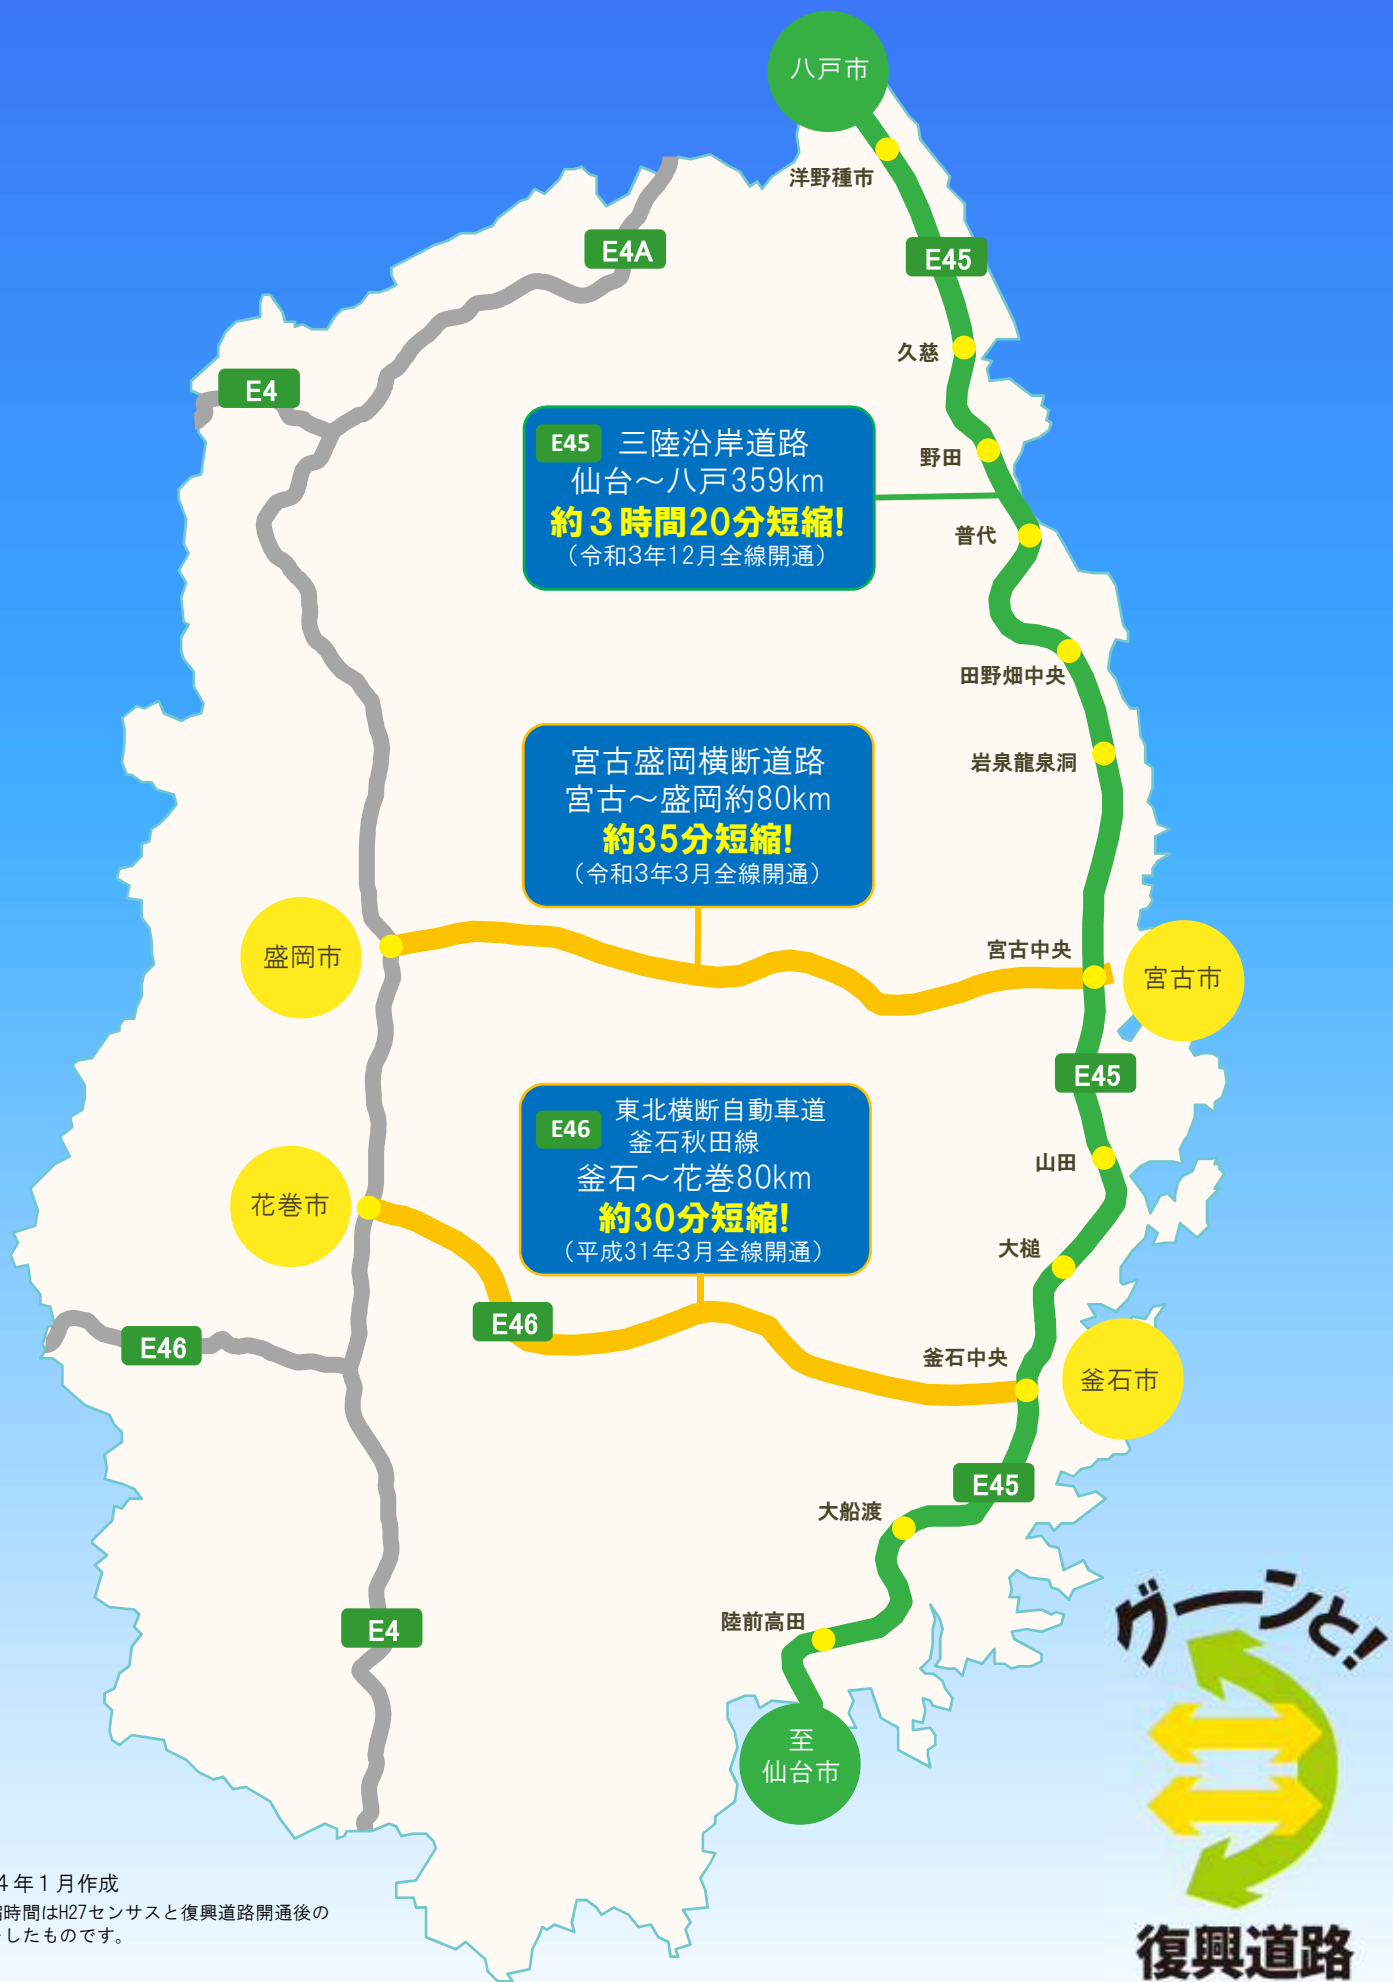 八戸市
洋野種市
E4A
E45
久慈
E4
E45 三陸沿岸道路
仙台～八戸359km
約３時間20分短縮!
（令和3年12月全線開通）
野田
普代
田野畑中央
岩泉龍泉洞
宮古盛岡横断道路
宮古～盛岡約80km
約35分短縮!
（令和3年3月全線開通）
盛岡市
宮古中央
宮古市
E45
E46 東北横断自動車道
釜石秋田線
釜石～花巻80km
約30分短縮!
（平成31年3月全線開通）
山田
花巻市
大槌
E46
E46
釜石中央
釜石市
E45
大船渡
陸前高田
E4
至
仙台市
グーンと!
復興道路
4年１月作成
時間はH27センサスと復興道路開通後の
したものです。